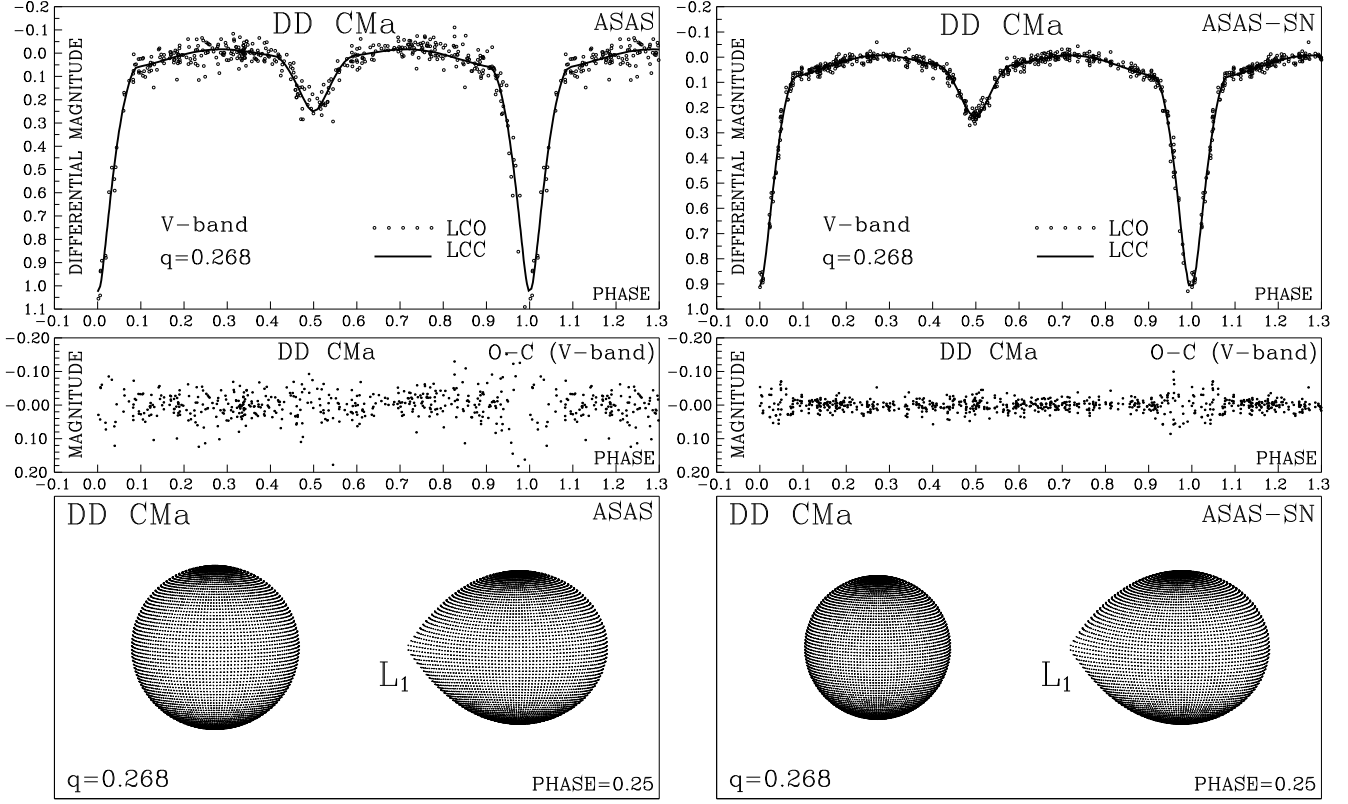 DD CMa ASAS
-0.2
-0.1
0.0
0.1
0.2
0.3
0.4
0.5
0.6
0.7
0.8
0.9
1.0
1.1
DIFFERENTIAL MAGNITUDE
V-band
q=0.268
LCO
LCC
PHASE
-0.1 0.0 0.1 0.2 0.3 0.4 0.5 0.6 0.7 0.8 0.9 1.0 1.1 1.2 1.3
DD CMa ASAS-SN
-0.2
-0.1
0.0
0.1
0.2
0.3
0.4
0.5
0.6
0.7
0.8
0.9
1.0
DIFFERENTIAL MAGNITUDE
V-band
q=0.268
LCO
LCC
PHASE
-0.1 0.0 0.1 0.2 0.3 0.4 0.5 0.6 0.7 0.8 0.9 1.0 1.1 1.2 1.3
DD CMa O-C (V-band)
-0.20
-0.10
-0.00
0.10
0.20
MAGNITUDE
PHASE
-0.1 0.0 0.1 0.2 0.3 0.4 0.5 0.6 0.7 0.8 0.9 1.0 1.1 1.2 1.3
DD CMa O-C (V-band)
-0.20
-0.10
-0.00
0.10
0.20
MAGNITUDE
PHASE
-0.1 0.0 0.1 0.2 0.3 0.4 0.5 0.6 0.7 0.8 0.9 1.0 1.1 1.2 1.3
DD CMa ASAS
L1
q=0.268 PHASE=0.25
DD CMa ASAS-SN
L1
q=0.268 PHASE=0.25